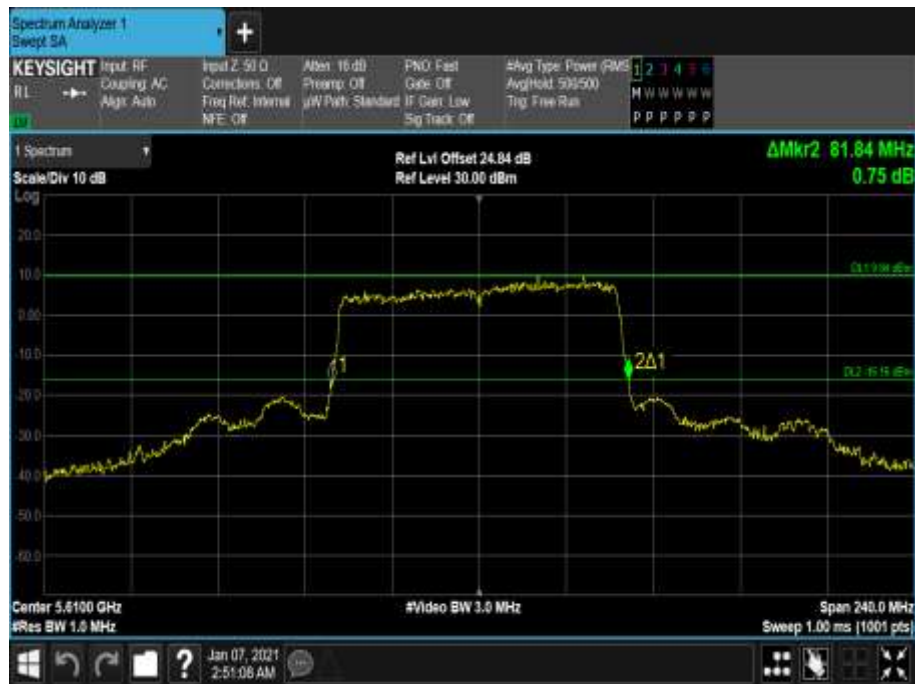 Spectrum Analyzer 1
Swept SA
+
KEYSIGHT Input: RF Input Z: 50 Ω Atten: 16 dB PNO: Fast #Avg Type: Power (RMS 1 2 3 4 5 6
RL Coupling: AC Corrections: Off Preamp: Off Gate: Off Avg|Hold: 500/500 M W W W W W
Align: Auto Freq Ref: Internal µW Path: Standard IF Gain: Low Trig: Free Run
NFE: Off Sig Track: Off P P P P P P
1 Spectrum
Ref Lvl Offset 24.84 dB ΔMkr2 81.84 MHz
Scale/Div 10 dB Ref Level 30.00 dBm 0.75 dB
Log
20.0
10.0
0.00
1 2Δ1
-10.0
-20.0
-30.0
-40.0
-50.0
-60.0
Center 5.6100 GHz #Video BW 3.0 MHz Span 240.0 MHz
#Res BW 1.0 MHz Sweep 1.00 ms (1001 pts)
? Jan 07, 2021
2:51:06 AM